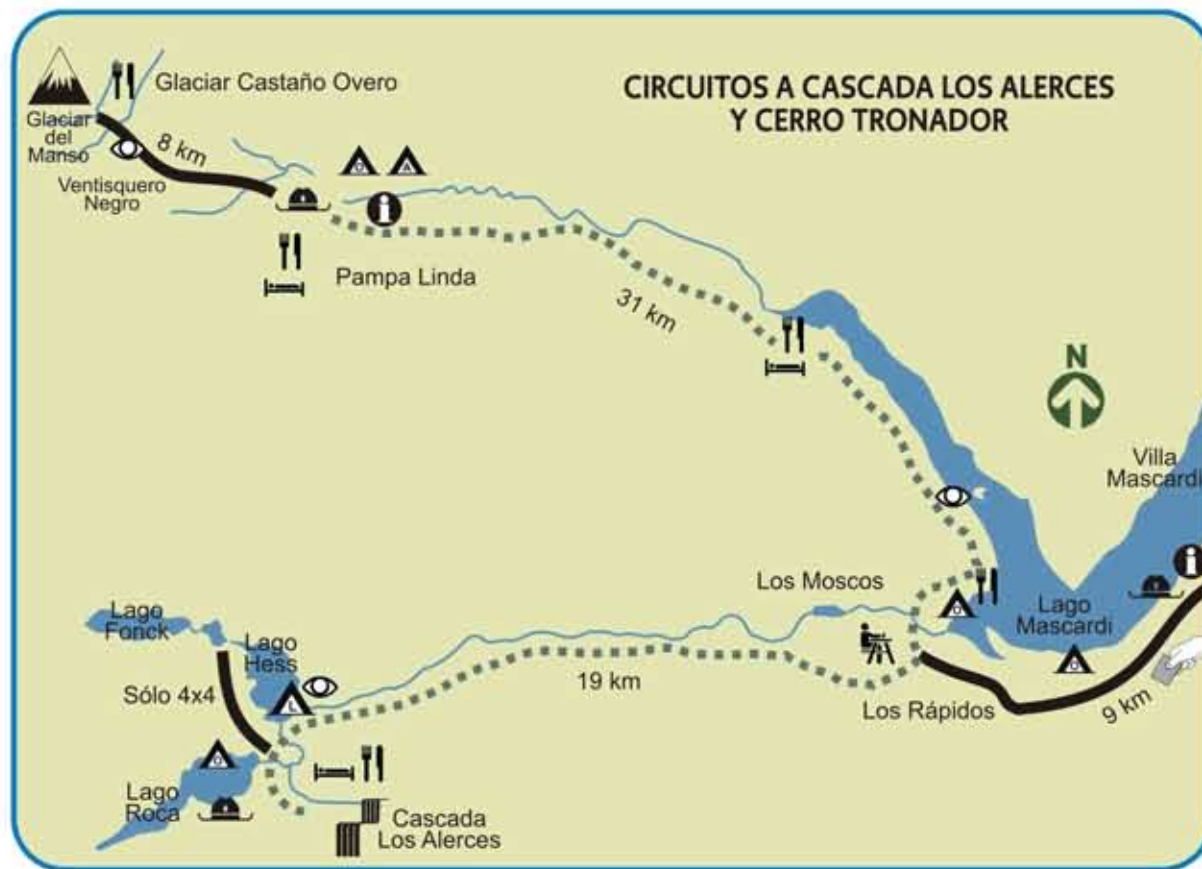 CIRCUITOS A CASCADA LOS ALERCES
Y CERRO TRONADOR
Glaciar Castaño Overo
Glaciar
del
Manso
8 km
Ventisquero
Negro
Pampa Linda
31 km
N
Villa
Mascardi
Los Moscos
Lago
Mascardi
Lago
Fonck
Lago
Hess
Sólo 4x4
19 km
Los Rápidos
9 km
Lago
Roca
Cascada
Los Alerces